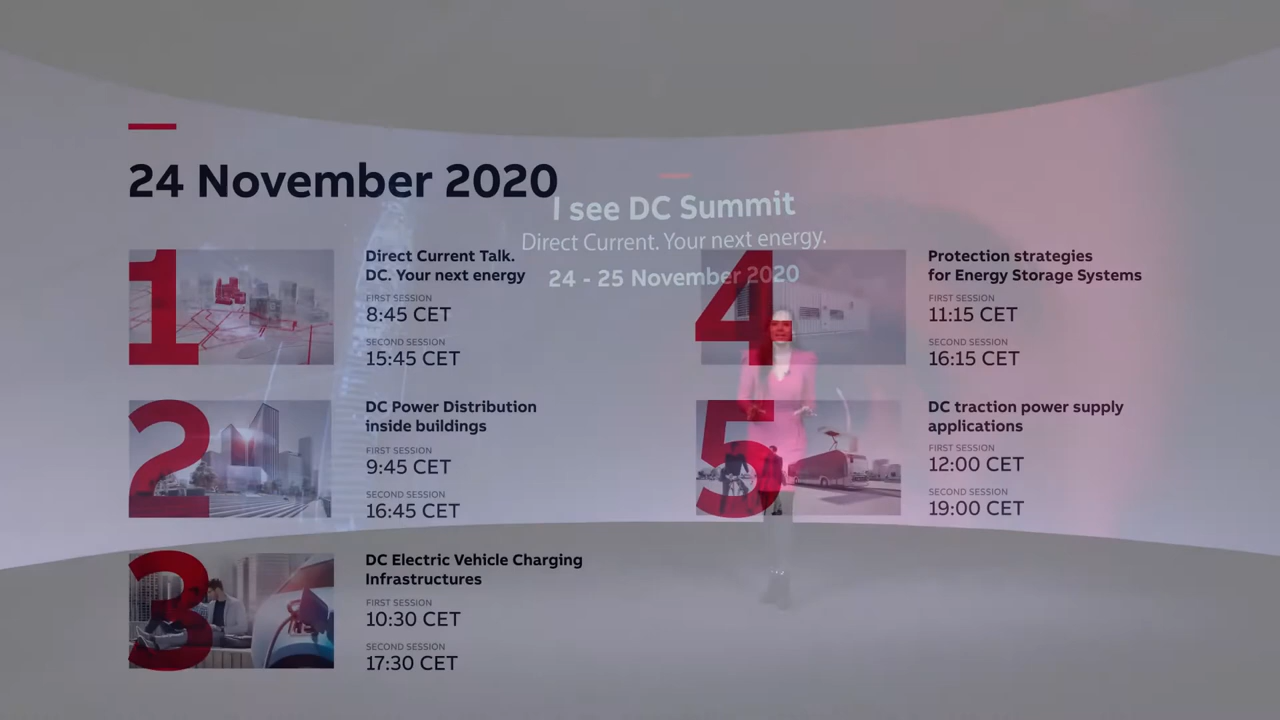 24 November 2020
I see DC Summit
Direct Current. Your next energy.
24 - 25 November 2020
1
Direct Current Talk.
DC. Your next energy
FIRST SESSION
8:45 CET
SECOND SESSION
15:45 CET
2
DC Power Distribution
inside buildings
FIRST SESSION
9:45 CET
SECOND SESSION
16:45 CET
3
DC Electric Vehicle Charging
Infrastructures
FIRST SESSION
10:30 CET
SECOND SESSION
17:30 CET
4
Protection strategies
for Energy Storage Systems
FIRST SESSION
11:15 CET
SECOND SESSION
16:15 CET
5
DC traction power supply
applications
FIRST SESSION
12:00 CET
SECOND SESSION
19:00 CET